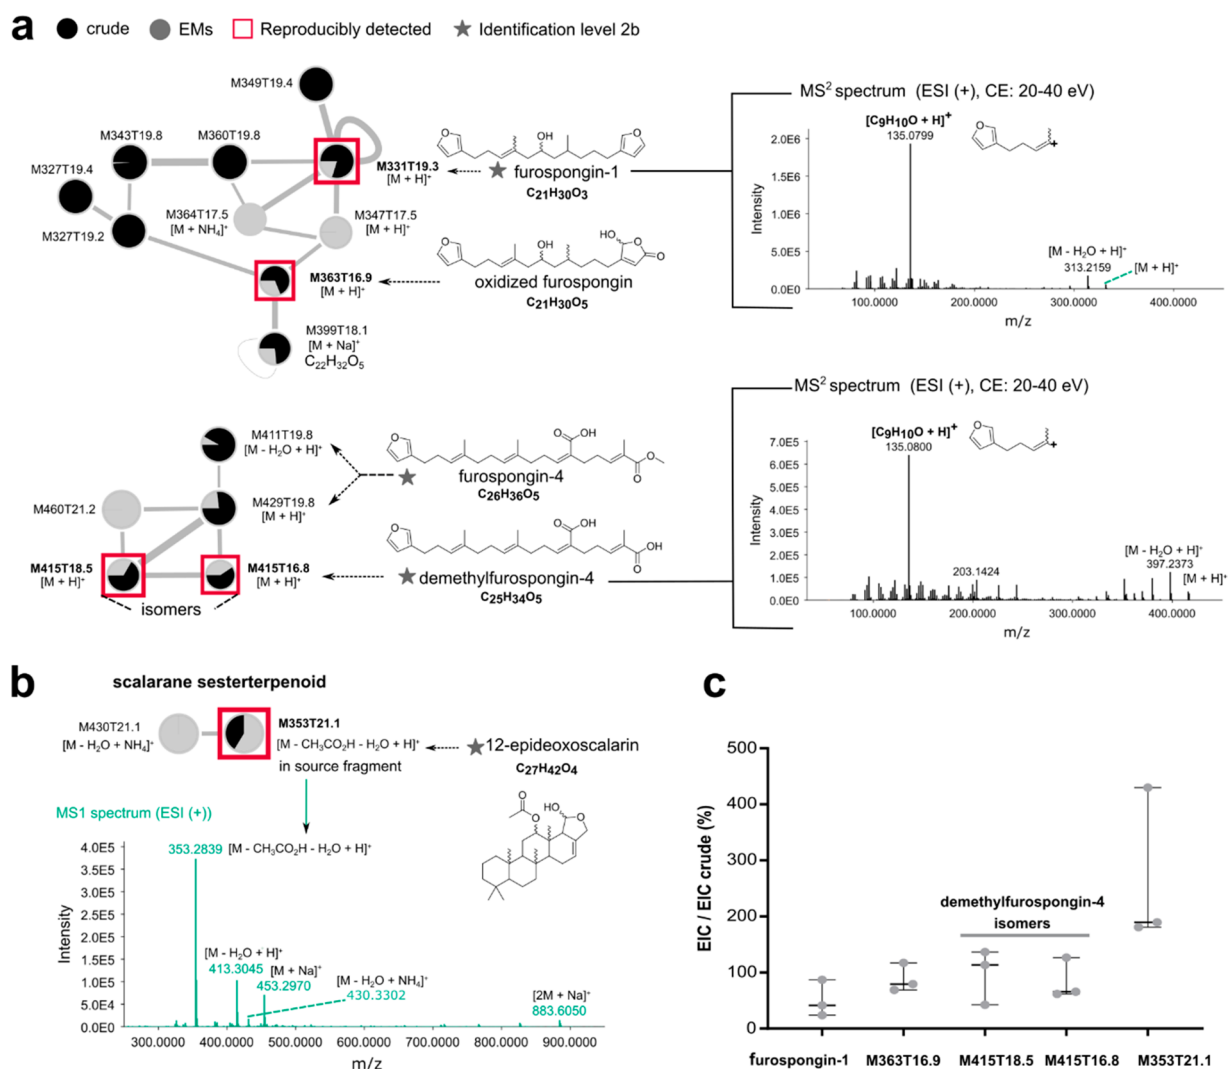 a crude EMs Reproducibly detected Identification level 2b
M349T19.4
M343T19.8 M360T19.8
M327T19.4
M331T19.3
[M + H]⁺
M364T17.5
[M + NH₄]⁺
M347T17.5
[M + H]⁺
M327T19.2
M363T16.9
[M + H]⁺
M399T18.1
[M + Na]⁺
C₂₂H₃₂O₅
O OH O
furospongin-1
C₂₁H₃₀O₃
O OH HO O O
oxidized furospongin
C₂₁H₃₀O₅
MS² spectrum (ESI (+), CE: 20-40 eV)
[C₉H₁₀O + H]⁺
135.0799
O +
2.0E6
1.5E6
1.0E6
5.0E5
0.0E0
Intensity
[M - H₂O + H]⁺
313.2159
[M + H]⁺
100.0000 200.0000 300.0000 400.0000
m/z
M411T19.8
[M - H₂O + H]⁺
M460T21.2
M429T19.8
[M + H]⁺
M415T18.5
[M + H]⁺
M415T16.8
[M + H]⁺
isomers
O O OH O O
furospongin-4
C₂₆H₃₆O₅
O O OH OH O
demethylfurospongin-4
C₂₅H₃₄O₅
MS² spectrum (ESI (+), CE: 20-40 eV)
[C₉H₁₀O + H]⁺
135.0800
O +
7.0E5
6.0E5
5.0E5
4.0E5
3.0E5
2.0E5
1.0E5
0.0E0
Intensity
203.1424
[M - H₂O + H]⁺
397.2373
[M + H]⁺
100.0000 200.0000 300.0000 400.0000
m/z
b
scalarane sesterterpenoid
M430T21.1
[M - H₂O + NH₄]⁺
M353T21.1
[M - CH₃CO₂H - H₂O + H]⁺
in source fragment
12-epideoxoscalarin
C₂₇H₄₂O₄
O O HO O
MS1 spectrum (ESI (+))
4.0E5
3.5E5
3.0E5
2.5E5
2.0E5
1.5E5
1.0E5
5.0E4
0.0E0
Intensity
353.2839 [M - CH₃CO₂H - H₂O + H]⁺
[M - H₂O + H]⁺
413.3045
[M + Na]⁺
453.2970
[M - H₂O + NH₄]⁺
430.3302
[2M + Na]⁺
883.6050
300.0000 400.0000 500.0000 600.0000 700.0000 800.0000 900.0000
m/z
c
500
400
300
200
100
0
EIC / EIC crude (%)
demethylfurospongin-4
isomers
furospongin-1 M363T16.9 M415T18.5 M415T16.8 M353T21.1